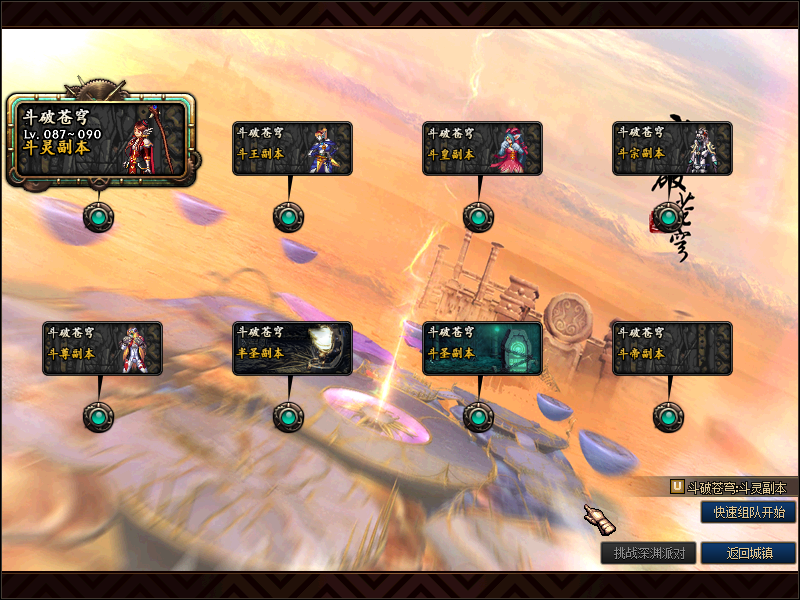 斗破苍穹
Lv. 087~090
斗灵副本
斗破苍穹
斗王副本
斗破苍穹
斗皇副本
斗破苍穹
斗宗副本
斗破苍穹
斗尊副本
斗破苍穹
半圣副本
斗破苍穹
斗圣副本
斗破苍穹
斗帝副本
U 斗破苍穹:斗灵副本
快速组队开始
挑战深渊派对
返回城镇